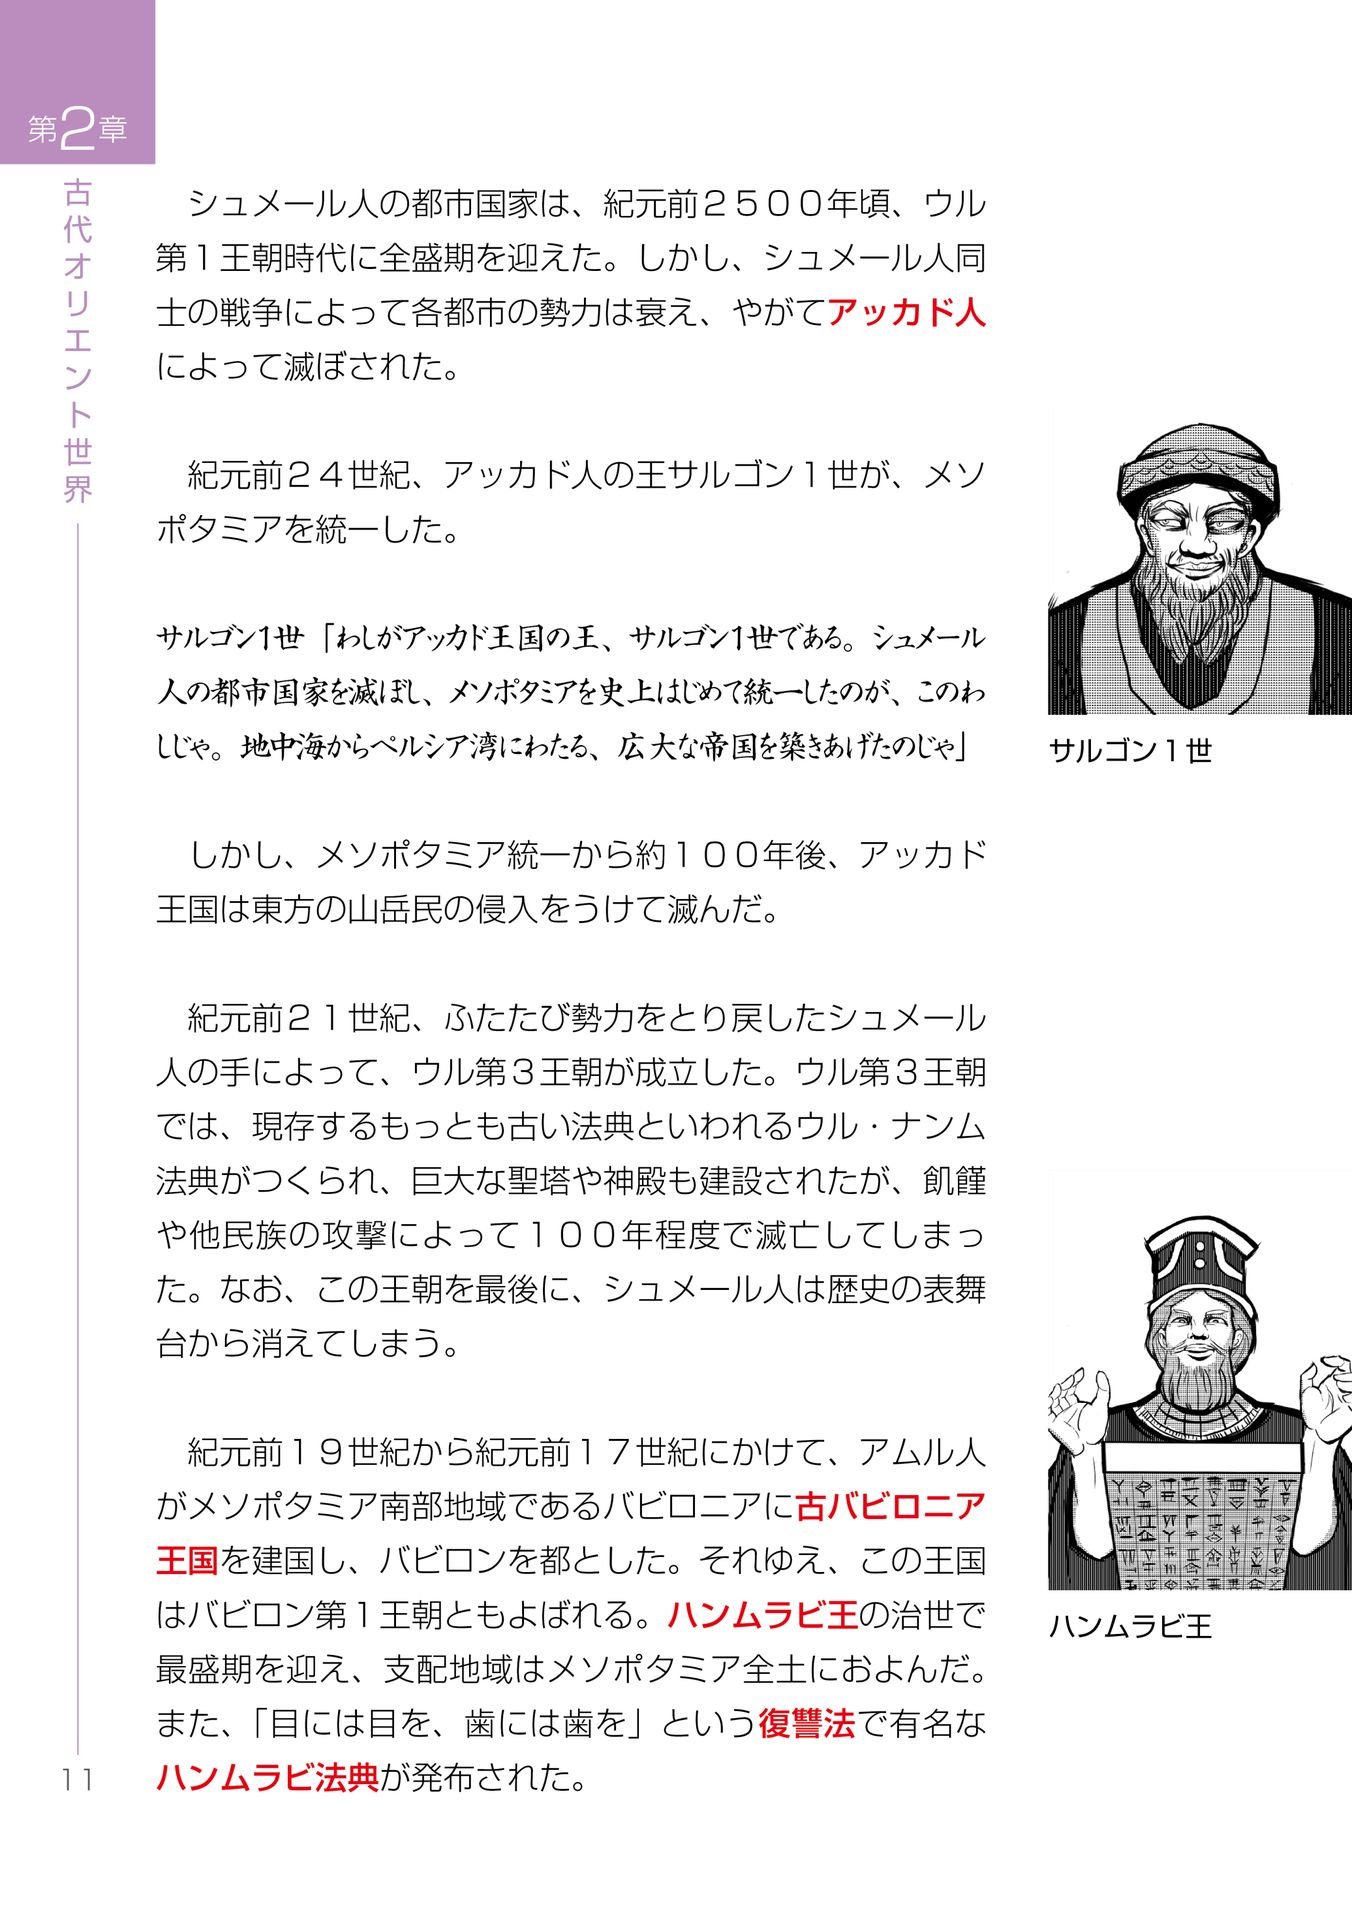 第2章
古代オリエント世界
　シュメール人の都市国家は、紀元前２５００年頃、ウル
第１王朝時代に全盛期を迎えた。しかし、シュメール人同
士の戦争によって各都市の勢力は衰え、やがてアッカド人
によって滅ぼされた。
　紀元前２４世紀、アッカド人の王サルゴン１世が、メソ
ポタミアを統一した。
サルゴン1世「わしがアッカド王国の王、サルゴン1世である。シュメール
人の都市国家を滅ぼし、メソポタミアを史上はじめて統一したのが、このわ
しじゃ。地中海からペルシア湾にわたる、広大な帝国を築きあげたのじゃ」
サルゴン１世
　しかし、メソポタミア統一から約１００年後、アッカド
王国は東方の山岳民の侵入をうけて滅んだ。
　紀元前２１世紀、ふたたび勢力をとり戻したシュメール
人の手によって、ウル第３王朝が成立した。ウル第３王朝
では、現存するもっとも古い法典といわれるウル・ナンム
法典がつくられ、巨大な聖塔や神殿も建設されたが、飢饉
や他民族の攻撃によって１００年程度で滅亡してしまっ
た。なお、この王朝を最後に、シュメール人は歴史の表舞
台から消えてしまう。
　紀元前１９世紀から紀元前１７世紀にかけて、アムル人
がメソポタミア南部地域であるバビロニアに古バビロニア
王国を建国し、バビロンを都とした。それゆえ、この王国
はバビロン第１王朝ともよばれる。ハンムラビ王の治世で
最盛期を迎え、支配地域はメソポタミア全土におよんだ。
また、「目には目を、歯には歯を」という復讐法で有名な
ハンムラビ法典が発布された。
ハンムラビ王
11